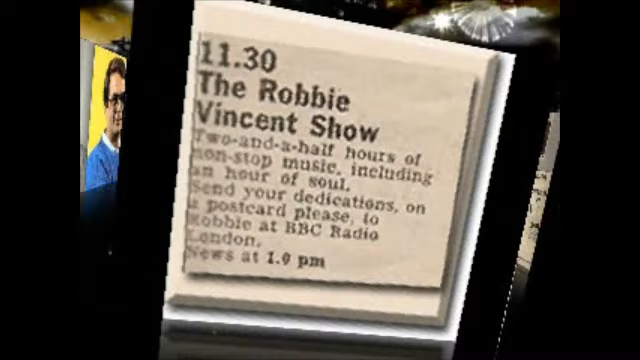 11.30
The Robbie
Vincent Show
Two-and-a-half hours of
non-stop music, including
an hour of soul.
Send your dedications, on
a postcard please, to
Robbie at BBC Radio
London.
News at 1.0 pm